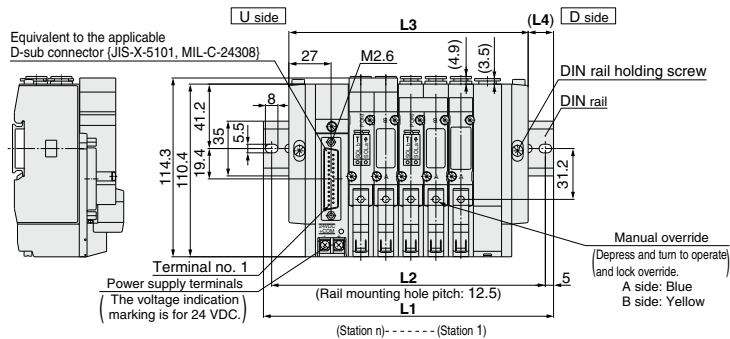 U side
L3
(L4)
D side
Equivalent to the applicable
D-sub connector {JIS-X-5101, MIL-C-24308}
27
M2.6
(4.9)
(3.5)
DIN rail holding screw
DIN rail
8
41.2
35
5.5
19.4
114.3
110.4
31.2
24VDC
Terminal no. 1
Power supply terminals
(The voltage indication
marking is for 24 VDC.)
L2
(Rail mounting hole pitch: 12.5)
5
L1
(Station n)-------(Station 1)
Manual override
(Depress and turn to operate
and lock override.)
A side: Blue
B side: Yellow